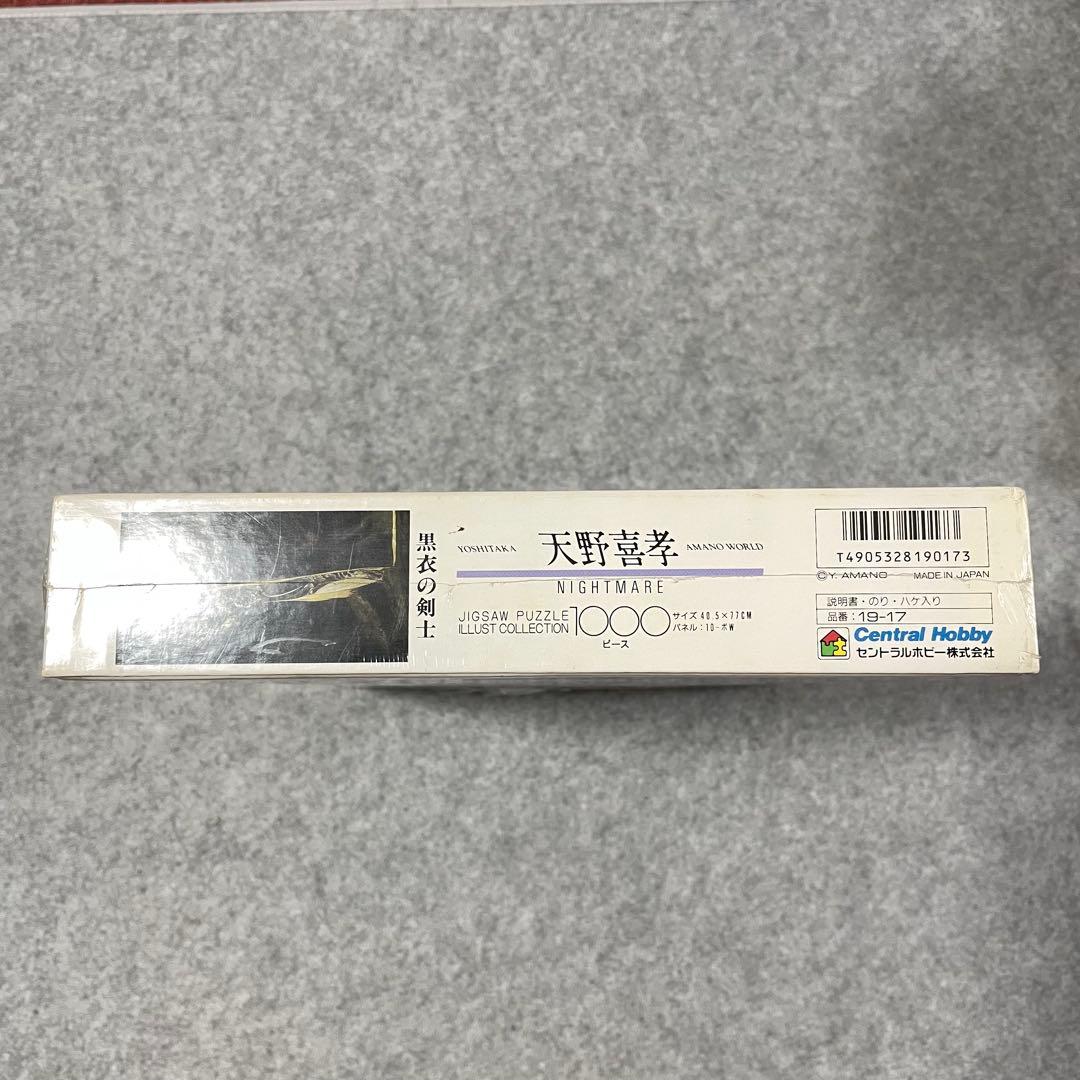 黒衣の剣士
YOSHITAKA 天野喜孝 AMANO WORLD
NIGHTMARE
JIGSAW PUZZLE
ILLUST COLLECTION
1000
ピース
サイズ 40.5×77CM
パネル:10-ボW
T4905328190173
©Y. AMANO MADE IN JAPAN
説明書・のり・ハケ入り
品番:19-17
Central Hobby
セントラルホビー株式会社